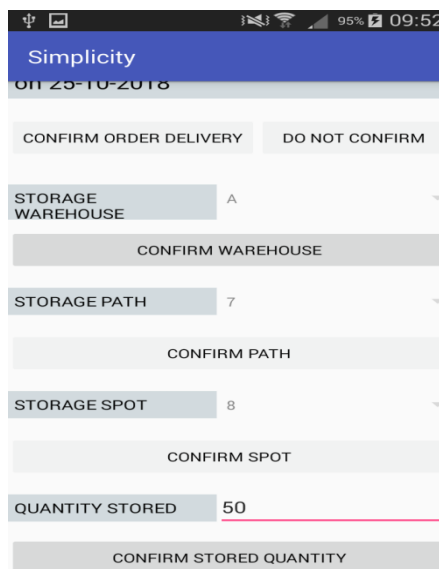 95% 09:52
Simplicity
on 25-10-2018
CONFIRM ORDER DELIVERY DO NOT CONFIRM
STORAGE WAREHOUSE A
CONFIRM WAREHOUSE
STORAGE PATH 7
CONFIRM PATH
STORAGE SPOT 8
CONFIRM SPOT
QUANTITY STORED 50
CONFIRM STORED QUANTITY